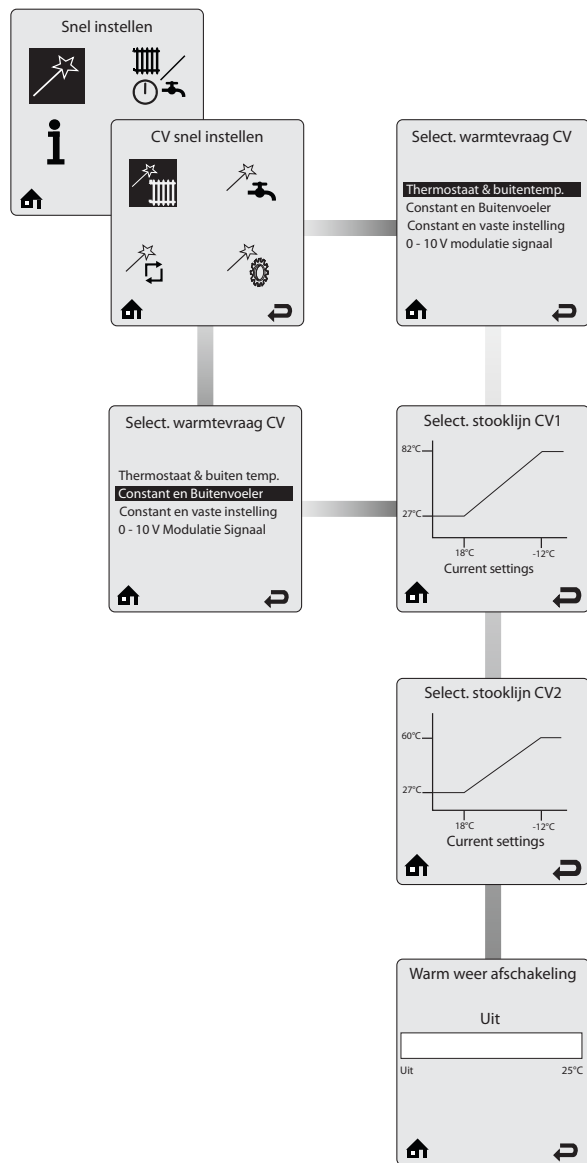 Snel instellen
CV snel instellen
Select. warmtevraag CV
Thermostaat & buitentemp.
Constant en Buitenvoeler
Constant en vaste instelling
0 - 10 V modulatie signaal
Select. warmtevraag CV
Thermostaat & buiten temp.
Constant en Buitenvoeler
Constant en vaste instelling
0 - 10 V Modulatie Signaal
Select. stooklijn CV1
82°C
27°C
18°C -12°C
Current settings
Select. stooklijn CV2
60°C
27°C
18°C -12°C
Current settings
Warm weer afschakeling
Uit
Uit 25°C